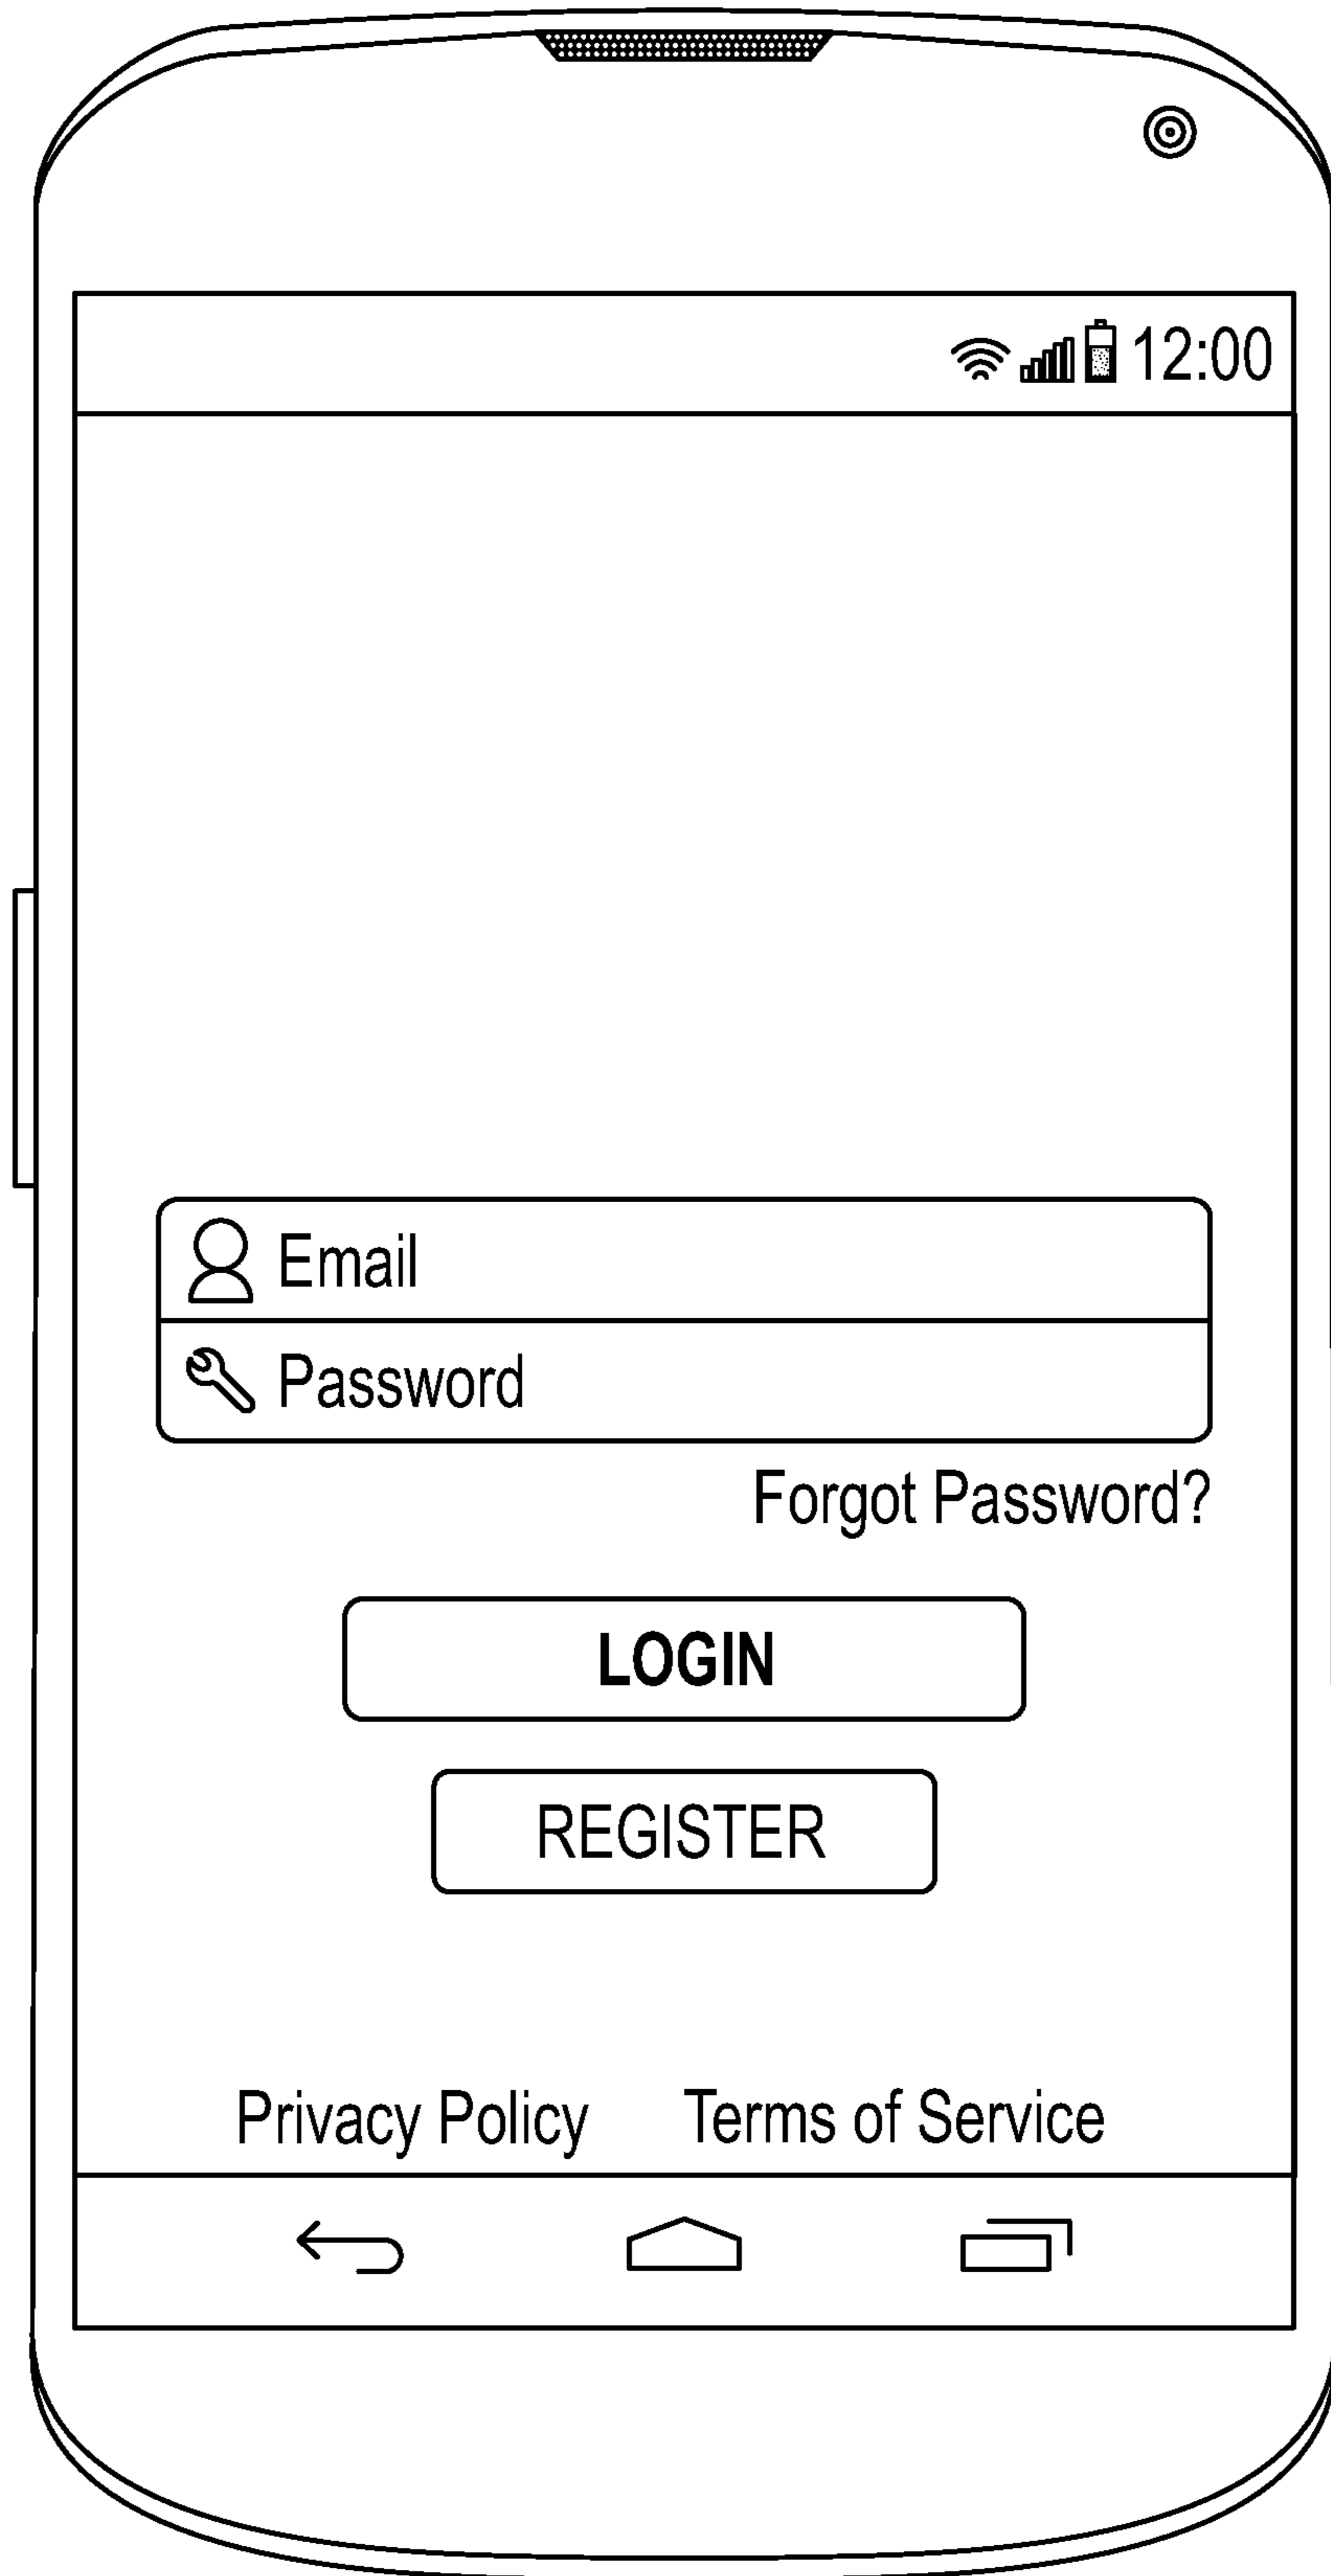 12:00
Email
Password
Forgot Password?
LOGIN
REGISTER
Privacy Policy Terms of Service